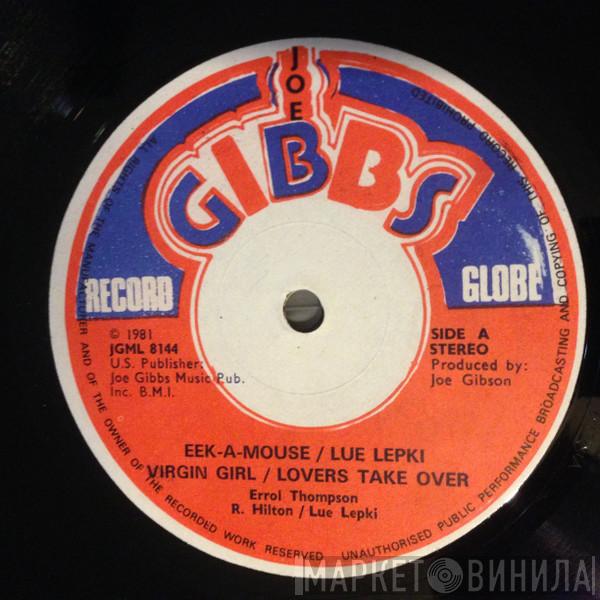 JOE
GIBBS
RECORD
GLOBE
© 1981
JGML 8144
U.S. Publisher:
Joe Gibbs Music Pub.
Inc. B.M.I.
SIDE A
STEREO
Produced by:
Joe Gibson
EEK-A-MOUSE / LUE LEPKI
VIRGIN GIRL / LOVERS TAKE OVER
Errol Thompson
R. Hilton / Lue Lepki
ALL RIGHTS OF THE MANUFACTURER AND OF THE OWNER OF THE RECORDED WORK RESERVED UNAUTHORISED PUBLIC PERFORMANCE BROADCASTING AND COPYING OF THIS RECORD PROHIBITED
МАРКЕТ ВИНИЛА